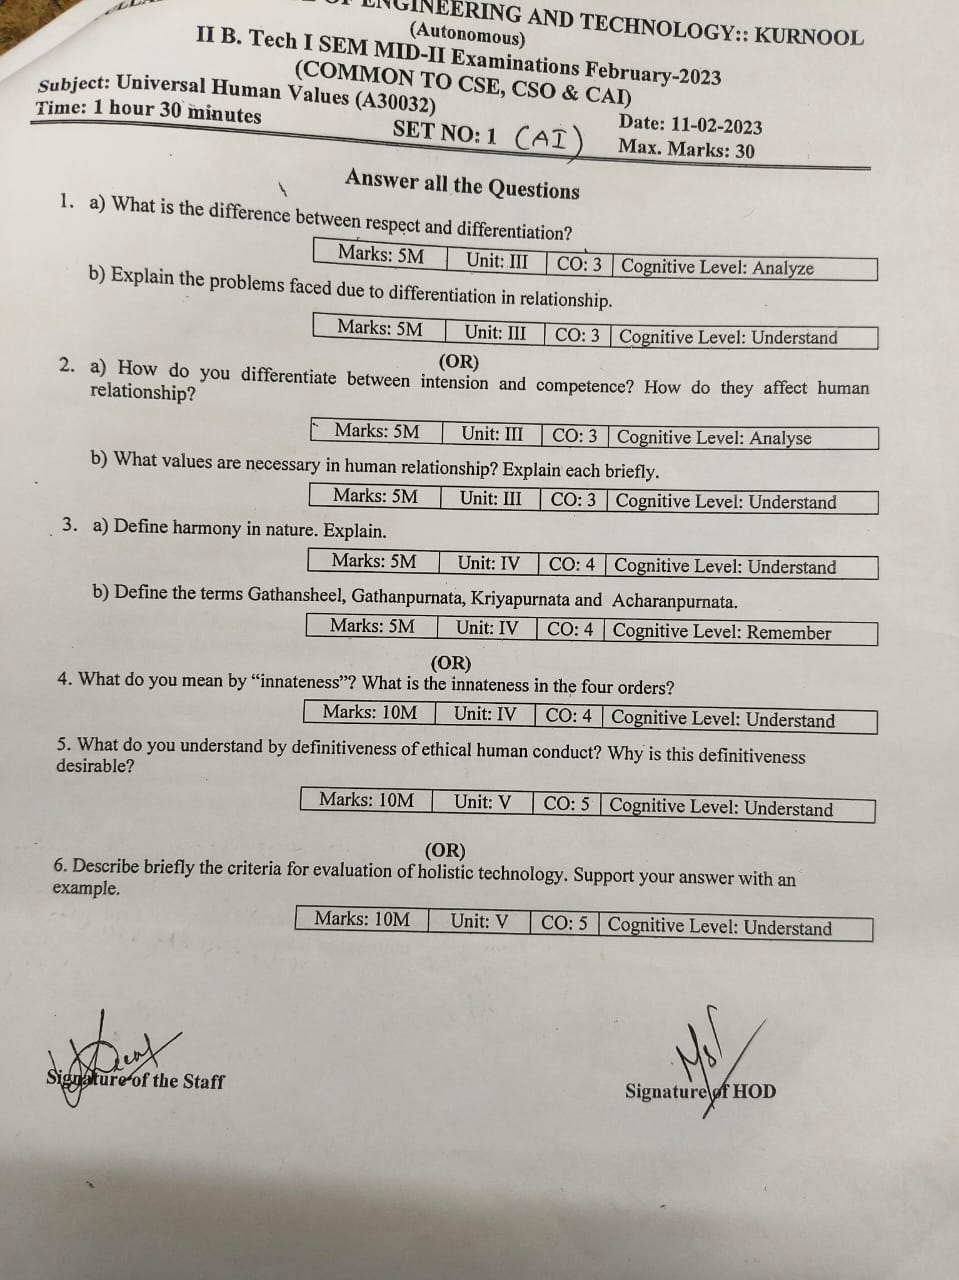 ENGINEERING AND TECHNOLOGY:: KURNOOL
(Autonomous)
II B. Tech I SEM MID-II Examinations February-2023
(COMMON TO CSE, CSO & CAI)
Subject: Universal Human Values (A30032)
Date: 11-02-2023
Time: 1 hour 30 minutes
SET NO: 1 (AI)
Max. Marks: 30
Answer all the Questions
1. a) What is the difference between respect and differentiation?
Marks: 5M Unit: III CO: 3 Cognitive Level: Analyze
b) Explain the problems faced due to differentiation in relationship.
Marks: 5M Unit: III CO: 3 Cognitive Level: Understand
(OR)
2. a) How do you differentiate between intension and competence? How do they affect human
relationship?
Marks: 5M Unit: III CO: 3 Cognitive Level: Analyse
b) What values are necessary in human relationship? Explain each briefly.
Marks: 5M Unit: III CO: 3 Cognitive Level: Understand
3. a) Define harmony in nature. Explain.
Marks: 5M Unit: IV CO: 4 Cognitive Level: Understand
b) Define the terms Gathansheel, Gathanpurnata, Kriyapurnata and Acharanpurnata.
Marks: 5M Unit: IV CO: 4 Cognitive Level: Remember
(OR)
4. What do you mean by “innateness”? What is the innateness in the four orders?
Marks: 10M Unit: IV CO: 4 Cognitive Level: Understand
5. What do you understand by definitiveness of ethical human conduct? Why is this definitiveness
desirable?
Marks: 10M Unit: V CO: 5 Cognitive Level: Understand
(OR)
6. Describe briefly the criteria for evaluation of holistic technology. Support your answer with an
example.
Marks: 10M Unit: V CO: 5 Cognitive Level: Understand
Signature of the Staff
Signature of HOD